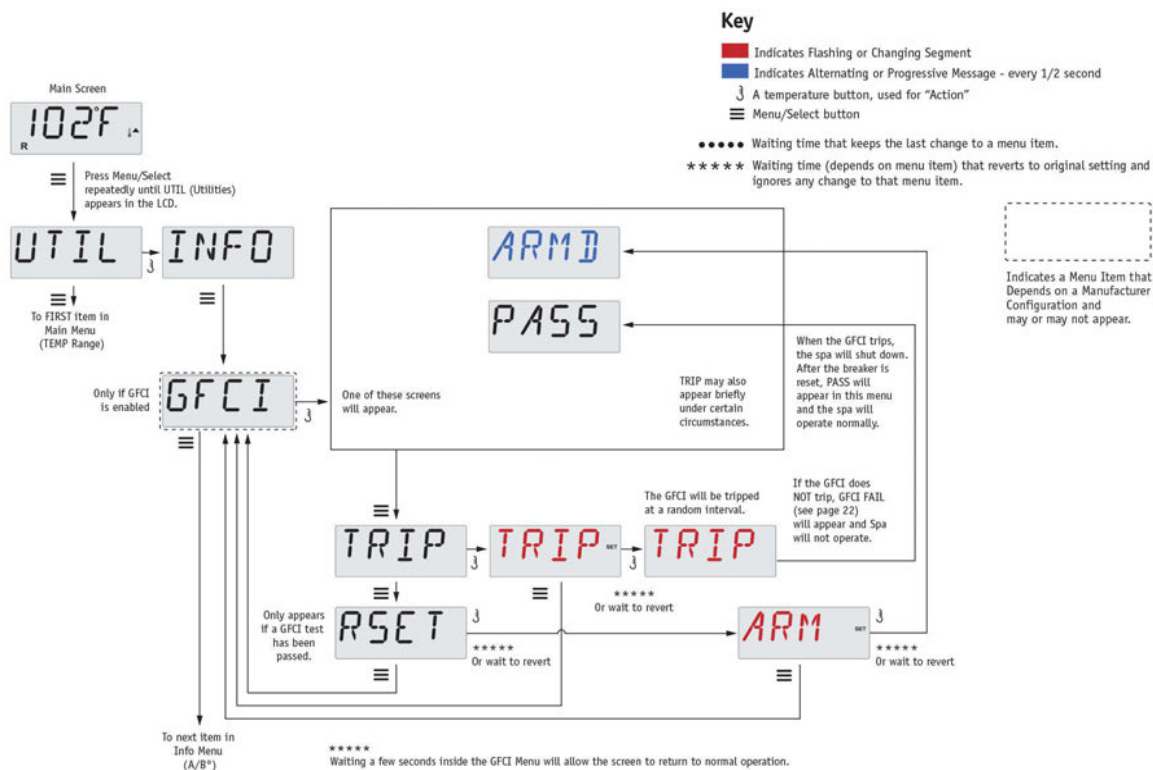 Key
Indicates Flashing or Changing Segment
Indicates Alternating or Progressive Message - every 1/2 second
A temperature button, used for “Action”
Menu/Select button
••••• Waiting time that keeps the last change to a menu item.
***** Waiting time (depends on menu item) that reverts to original setting and
ignores any change to that menu item.
Indicates a Menu Item that
Depends on a Manufacturer
Configuration and
may or may not appear.
Main Screen
102°F
R
Press Menu/Select
repeatedly until UTIL (Utilities)
appears in the LCD.
UTIL
INFO
To FIRST item in
Main Menu
(TEMP Range)
Only if GFCI
is enabled
GFCI
One of these screens
will appear.
ARMD
PASS
TRIP may also
appear briefly
under certain
circumstances.
When the GFCI trips,
the spa will shut down.
After the breaker is
reset, PASS will
appear in this menu
and the spa will
operate normally.
If the GFCI does
NOT trip, GFCI FAIL
(see page 22)
will appear and Spa
will not operate.
The GFCI will be tripped
at a random interval.
TRIP
TRIP SET
TRIP
*****
Or wait to revert
Only appears
if a GFCI test
has been
passed.
RSET
*****
Or wait to revert
ARM SET
*****
Or wait to revert
To next item in
Info Menu
(A/B°)
*****
Waiting a few seconds inside the GFCI Menu will allow the screen to return to normal operation.